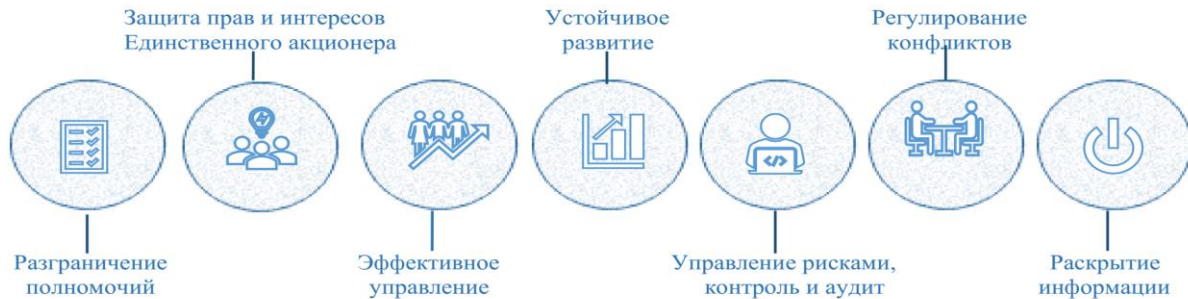 Защита прав и интересов
Единственного акционера
Устойчивое
развитие
Регулирование
конфликтов
Разграничение
полномочий
Эффективное
управление
Управление рисками,
контроль и аудит
Раскрытие
информации